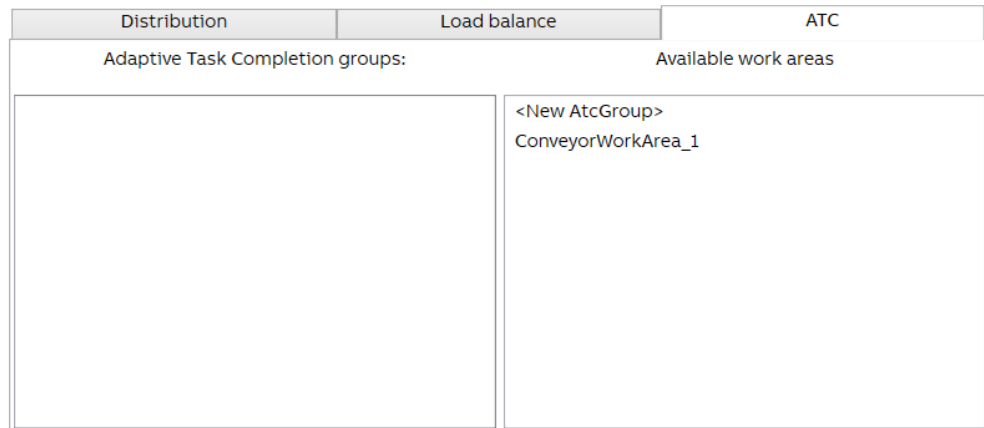 Distribution Load balance ATC
Adaptive Task Completion groups: Available work areas
<New AtcGroup>
ConveyorWorkArea_1